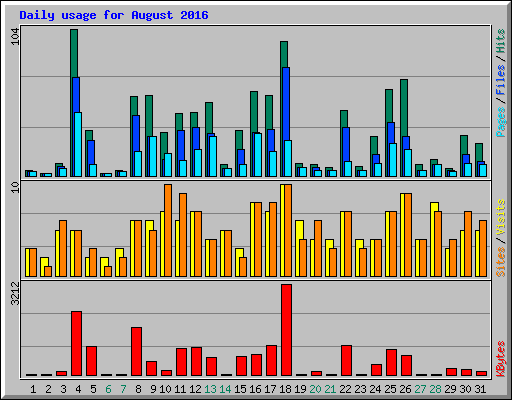 Daily usage for August 2016
104
Pages/Files/Hits
10
Sites/Visits
3212
KBytes
1 2 3 4 5 6 7 8 9 10 11 12 13 14 15 16 17 18 19 20 21 22 23 24 25 26 27 28 29 30 31